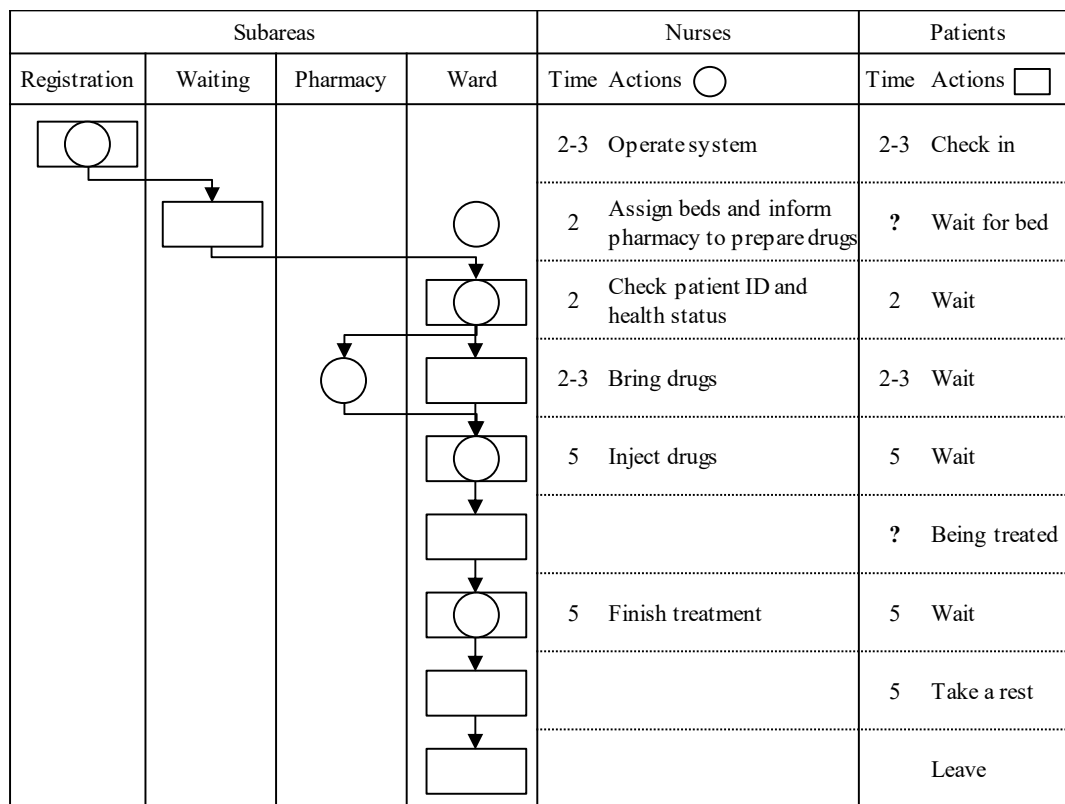 Subareas Nurses Patients
Registration Waiting Pharmacy Ward Time Actions Time Actions
2-3 Operate system 2-3 Check in
Assign beds and inform
2 ? Wait for bed
pharmacy to prepare drugs
Check patient ID and
2 2 Wait
health status
2-3 Bring drugs 2-3 Wait
5 Inject drugs 5 Wait
? Being treated
5 Finish treatment 5 Wait
5 Take a rest
Leave